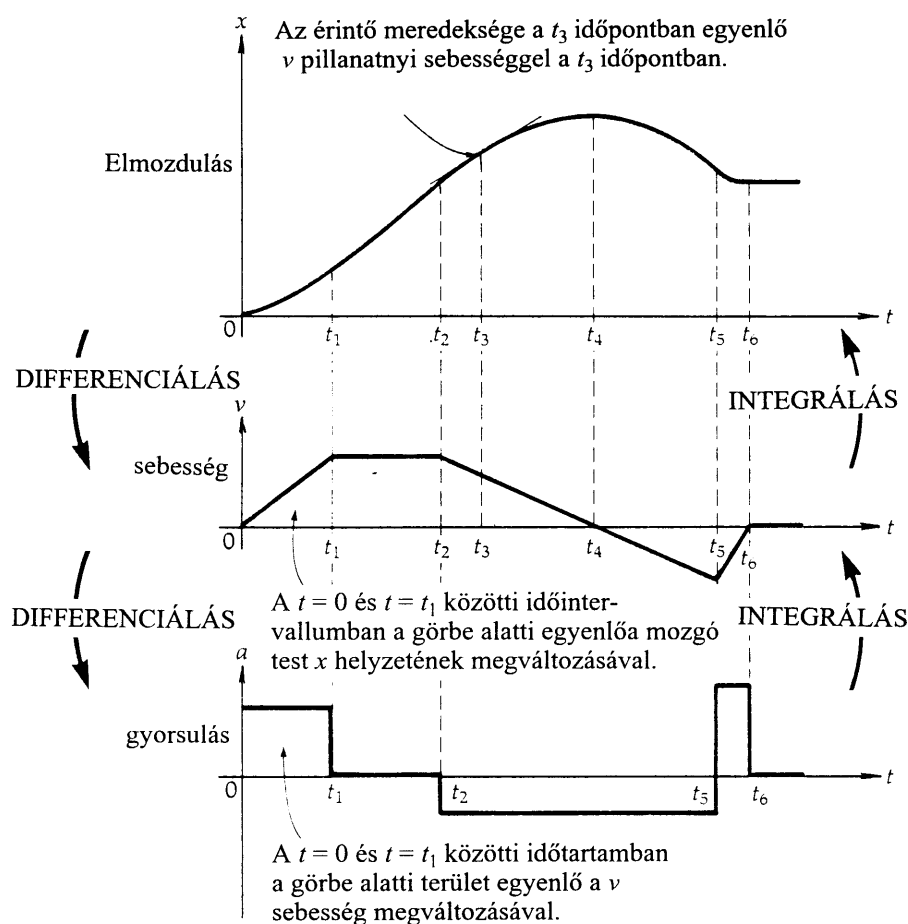 x
Az érintő meredeksége a t₃ időpontban egyenlő
v pillanatnyi sebességgel a t₃ időpontban.
Elmozdulás
0 t₁ t₂ t₃ t₄ t₅ t₆ t
DIFFERENCIÁLÁS
INTEGRÁLÁS
v
sebesség
0 t₁ t₂ t₃ t₄ t₅ t₆ t
DIFFERENCIÁLÁS
INTEGRÁLÁS
A t = 0 és t = t₁ közötti időinter-
vallumban a görbe alatti egyenlőa mozgó
test x helyzetének megváltozásával.
a
gyorsulás
0 t₁ t₂ t₅ t₆ t
A t = 0 és t = t₁ közötti időtartamban
a görbe alatti terület egyenlő a v
sebesség megváltozásával.